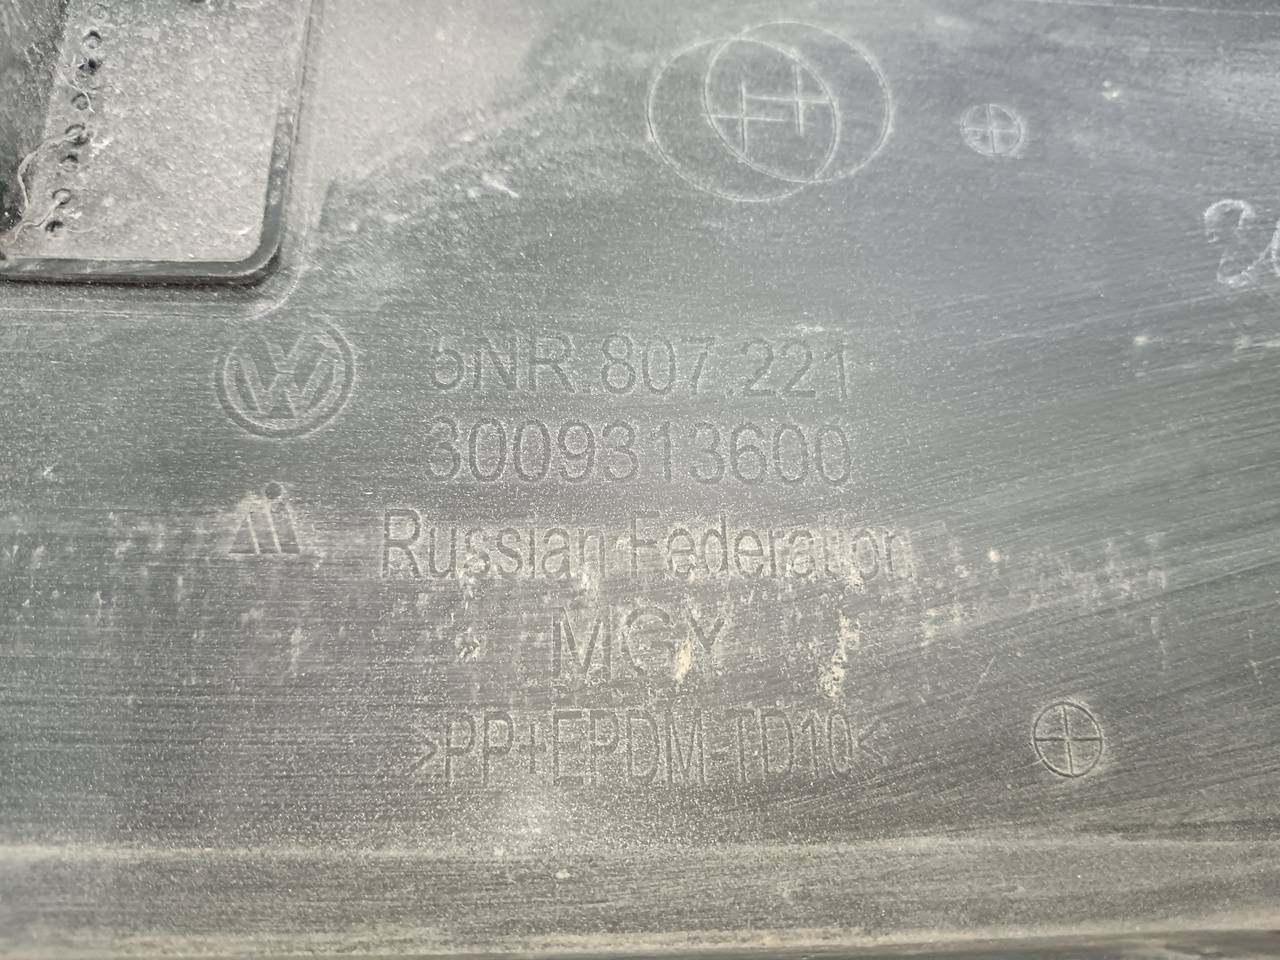 5NR.807.221
3009313600
Russian Federation
MGY
>PP+EPDM-TD10<